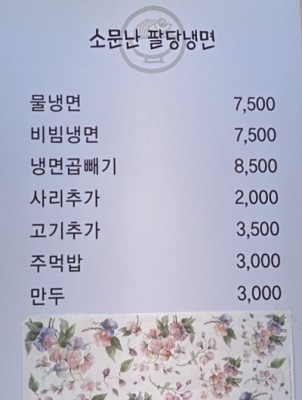 소문난 팔당냉면
물냉면 7,500
비빔냉면 7,500
냉면곱빼기 8,500
사리추가 2,000
고기추가 3,500
주먹밥 3,000
만두 3,000